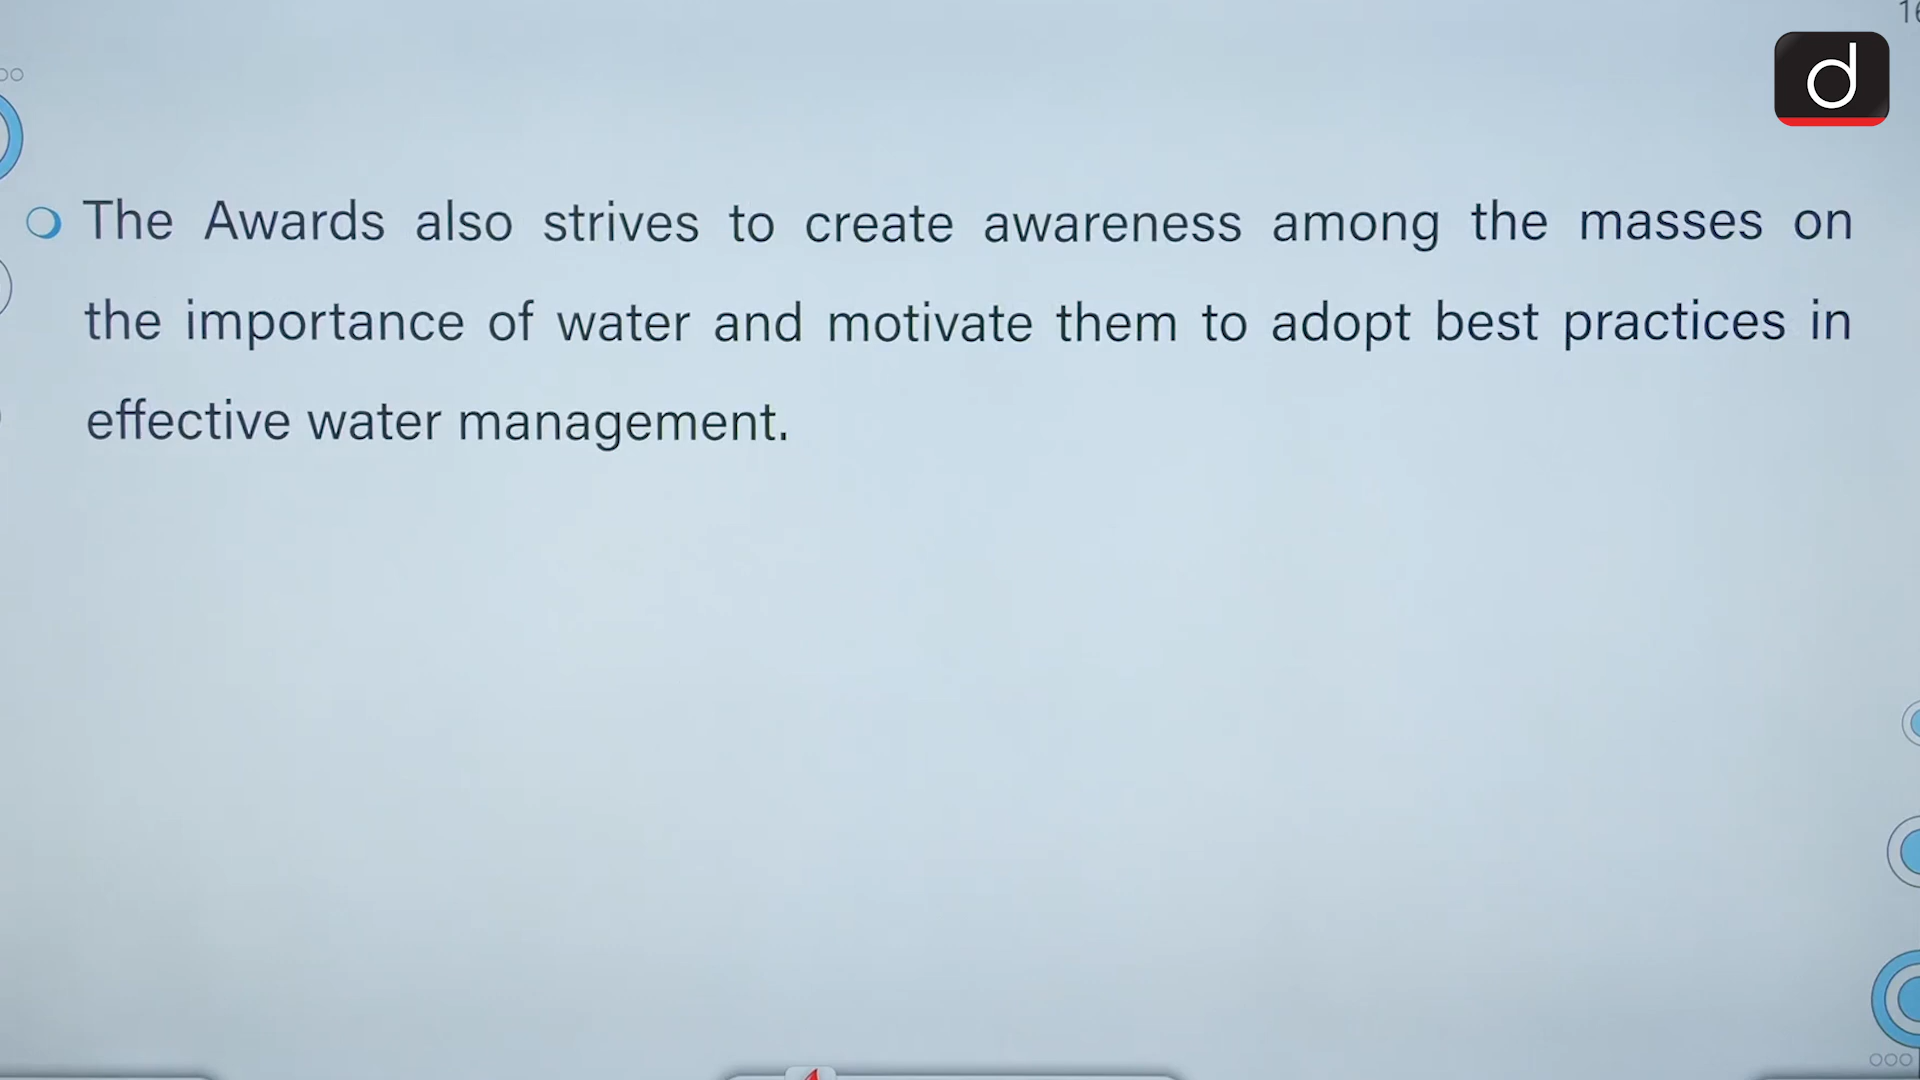 d
The Awards also strives to create awareness among the masses on
the importance of water and motivate them to adopt best practices in
effective water management.